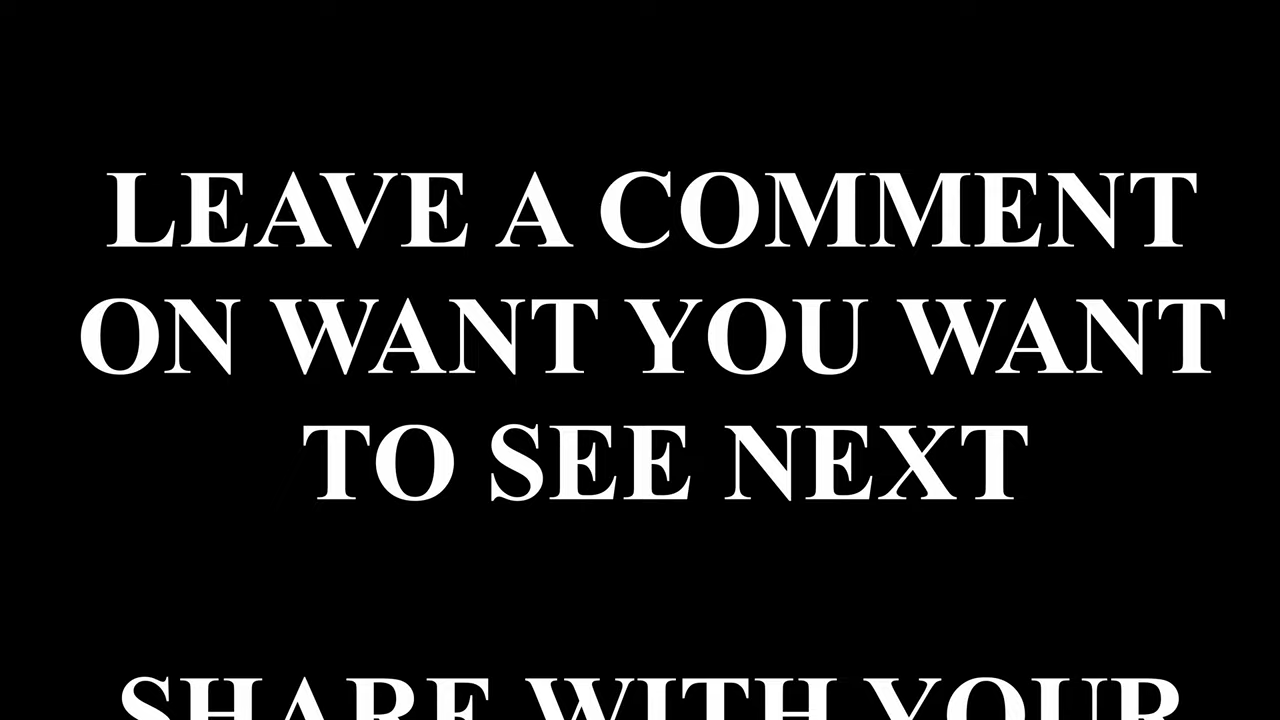 LEAVE A COMMENT
ON WANT YOU WANT
TO SEE NEXT
SHARE WITH YOUR